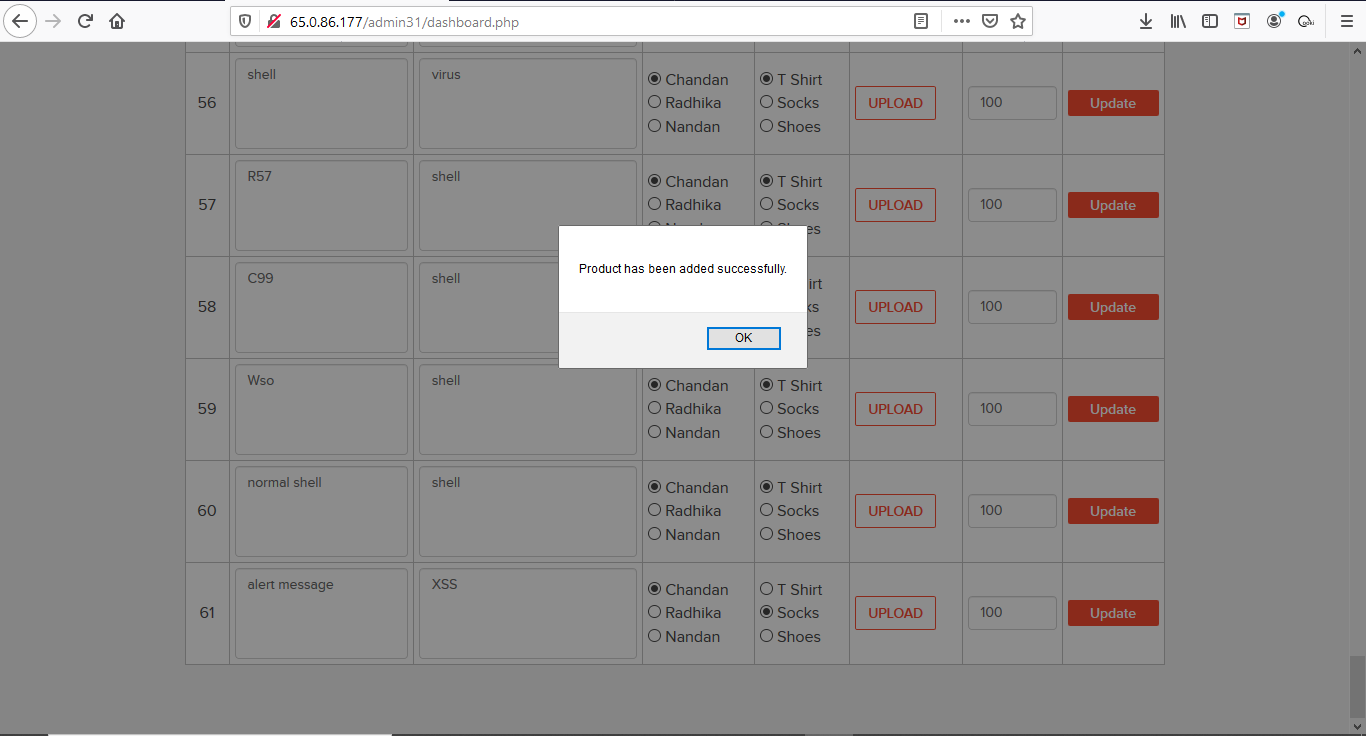 65.0.86.177/admin31/dashboard.php
56
shell
virus
Chandan
Radhika
Nandan
T Shirt
Socks
Shoes
UPLOAD
100
Update
57
R57
shell
Chandan
Radhika
T Shirt
Socks
UPLOAD
100
Update
Product has been added successfully.
OK
58
C99
shell
UPLOAD
100
Update
59
Wso
shell
Chandan
Radhika
Nandan
T Shirt
Socks
Shoes
UPLOAD
100
Update
60
normal shell
shell
Chandan
Radhika
Nandan
T Shirt
Socks
Shoes
UPLOAD
100
Update
61
alert message
XSS
Chandan
Radhika
Nandan
T Shirt
Socks
Shoes
UPLOAD
100
Update